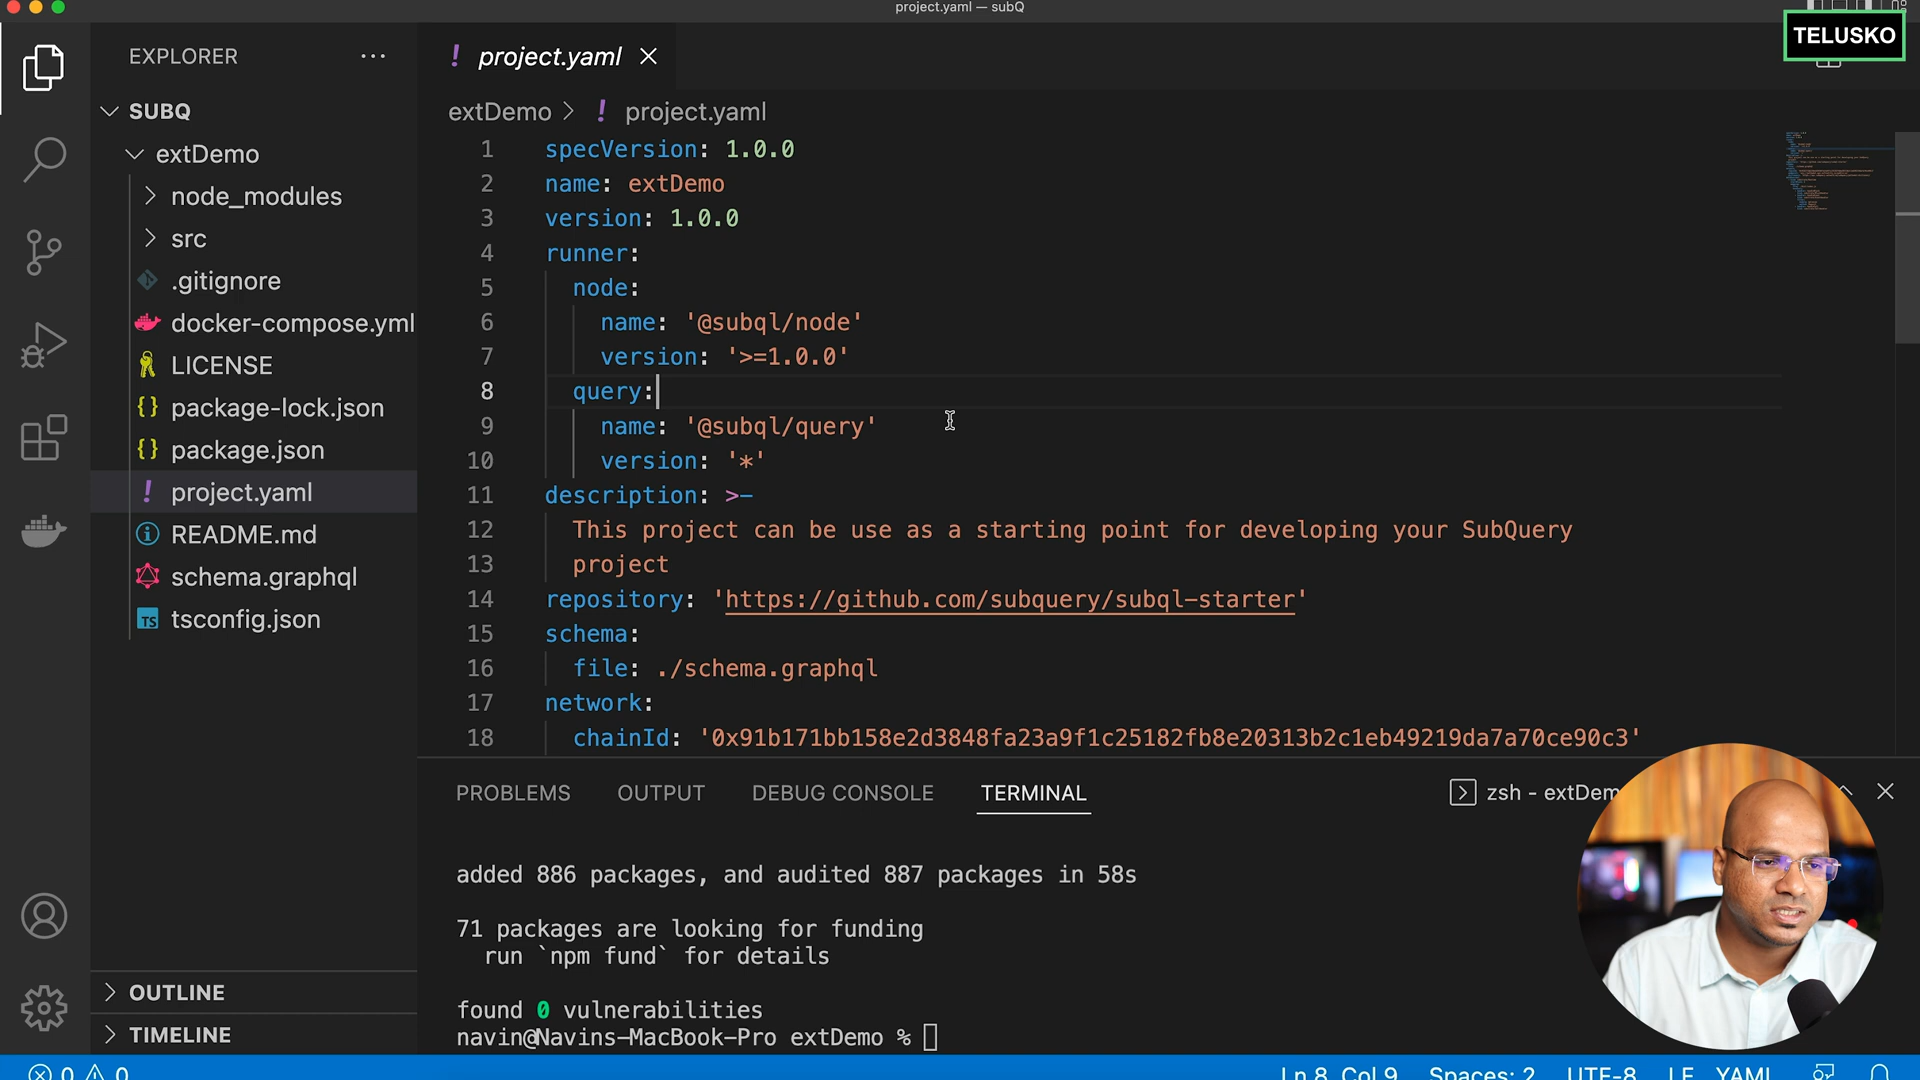 project.yaml — subQ
TELUSKO
EXPLORER
project.yaml
SUBQ
extDemo
node_modules
src
.gitignore
docker-compose.yml
LICENSE
package-lock.json
package.json
project.yaml
README.md
schema.graphql
tsconfig.json
OUTLINE
TIMELINE
extDemo > ! project.yaml
1 specVersion: 1.0.0
2 name: extDemo
3 version: 1.0.0
4 runner:
5 node:
6 name: '@subql/node'
7 version: '>=1.0.0'
8 query:
9 name: '@subql/query'
10 version: '*'
11 description: >-
12 This project can be use as a starting point for developing your SubQuery
13 project
14 repository: 'https://github.com/subquery/subql-starter'
15 schema:
16 file: ./schema.graphql
17 network:
18 chainId: '0x91b171bb158e2d3848fa23a9f1c25182fb8e20313b2c1eb49219da7a70ce90c3'
PROBLEMS OUTPUT DEBUG CONSOLE TERMINAL
zsh - extDem
added 886 packages, and audited 887 packages in 58s
71 packages are looking for funding
run `npm fund` for details
found 0 vulnerabilities
navin@Navins-MacBook-Pro extDemo %
0 0 Ln 8, Col 9 Spaces: 2 UTF-8 LF YAML